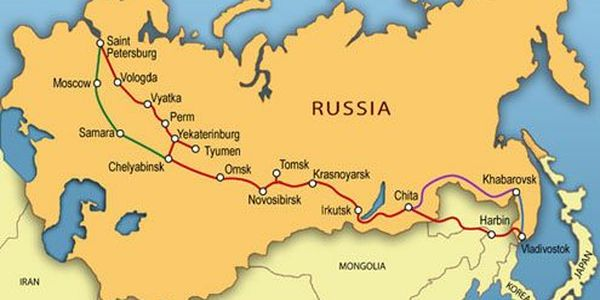 Saint
Petersburg
Moscow
Vologda
Vyatka
Perm
Yekaterinburg
Tyumen
Samara
Chelyabinsk
Omsk
Tomsk
Krasnoyarsk
Novosibirsk
RUSSIA
Irkutsk
Chita
Khabarovsk
Harbin
Vladivostok
IRAN
MONGOLIA
KOREA
JAPAN